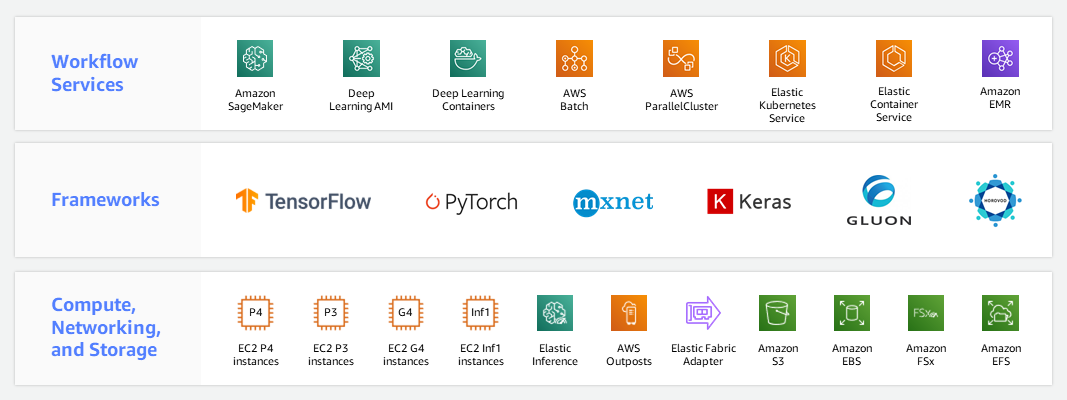 Workflow
Services
Amazon
SageMaker
Deep
Learning AMI
Deep Learning
Containers
AWS
Batch
AWS
ParallelCluster
K
Elastic
Kubernetes
Service
Elastic
Container
Service
Amazon
EMR
Frameworks
TensorFlow
PyTorch
mxnet
K Keras
GLUON
HOROVOD
Compute,
Networking,
and Storage
P4
EC2 P4
instances
P3
EC2 P3
instances
G4
EC2 G4
instances
Inf1
EC2 Inf1
instances
Elastic
Inference
AWS
Outposts
Elastic Fabric
Adapter
Amazon
S3
Amazon
EBS
FSx
Amazon
FSx
Amazon
EFS